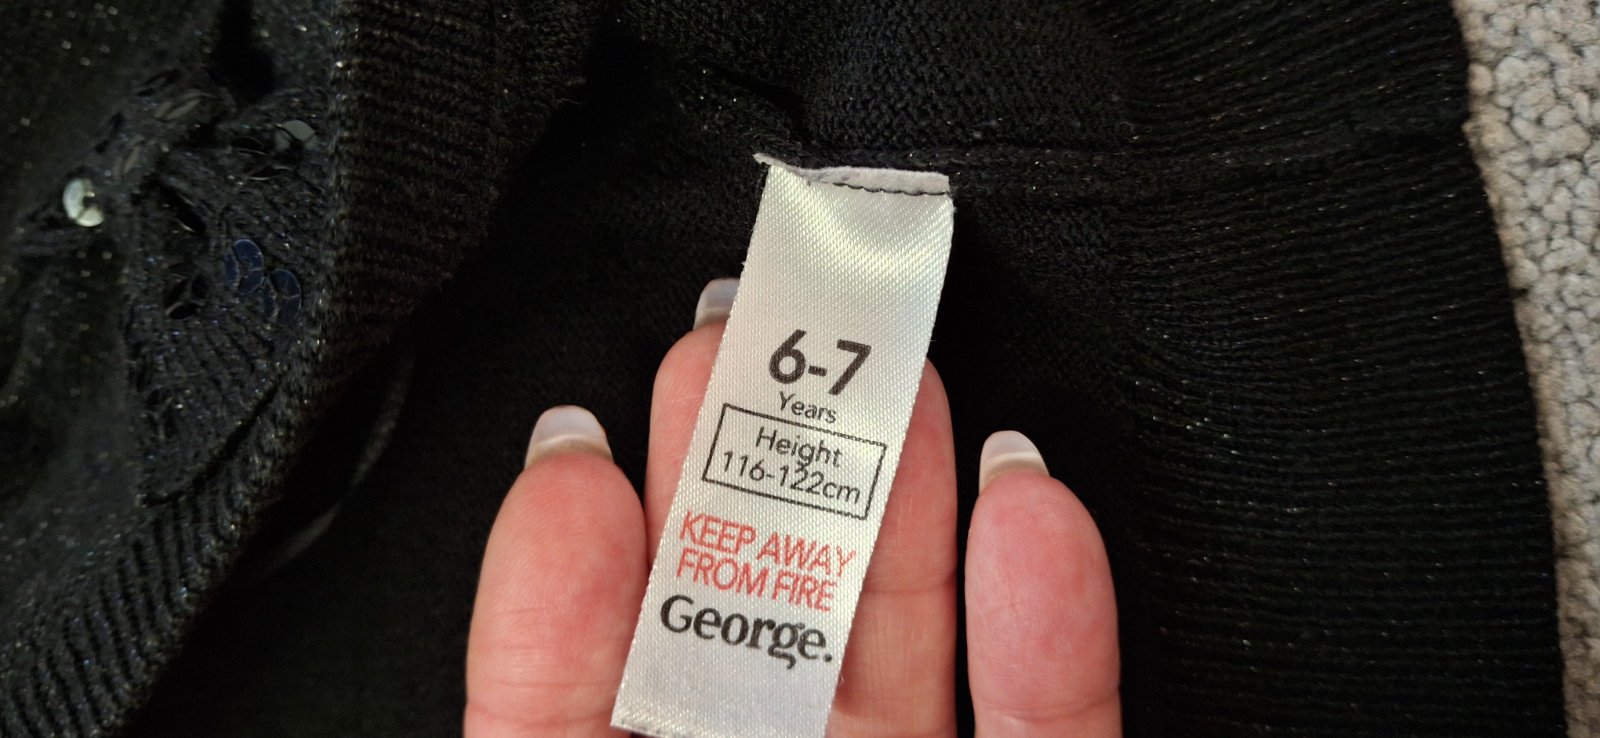 6-7
Years
Height
116-122cm
KEEP AWAY
FROM FIRE
George.